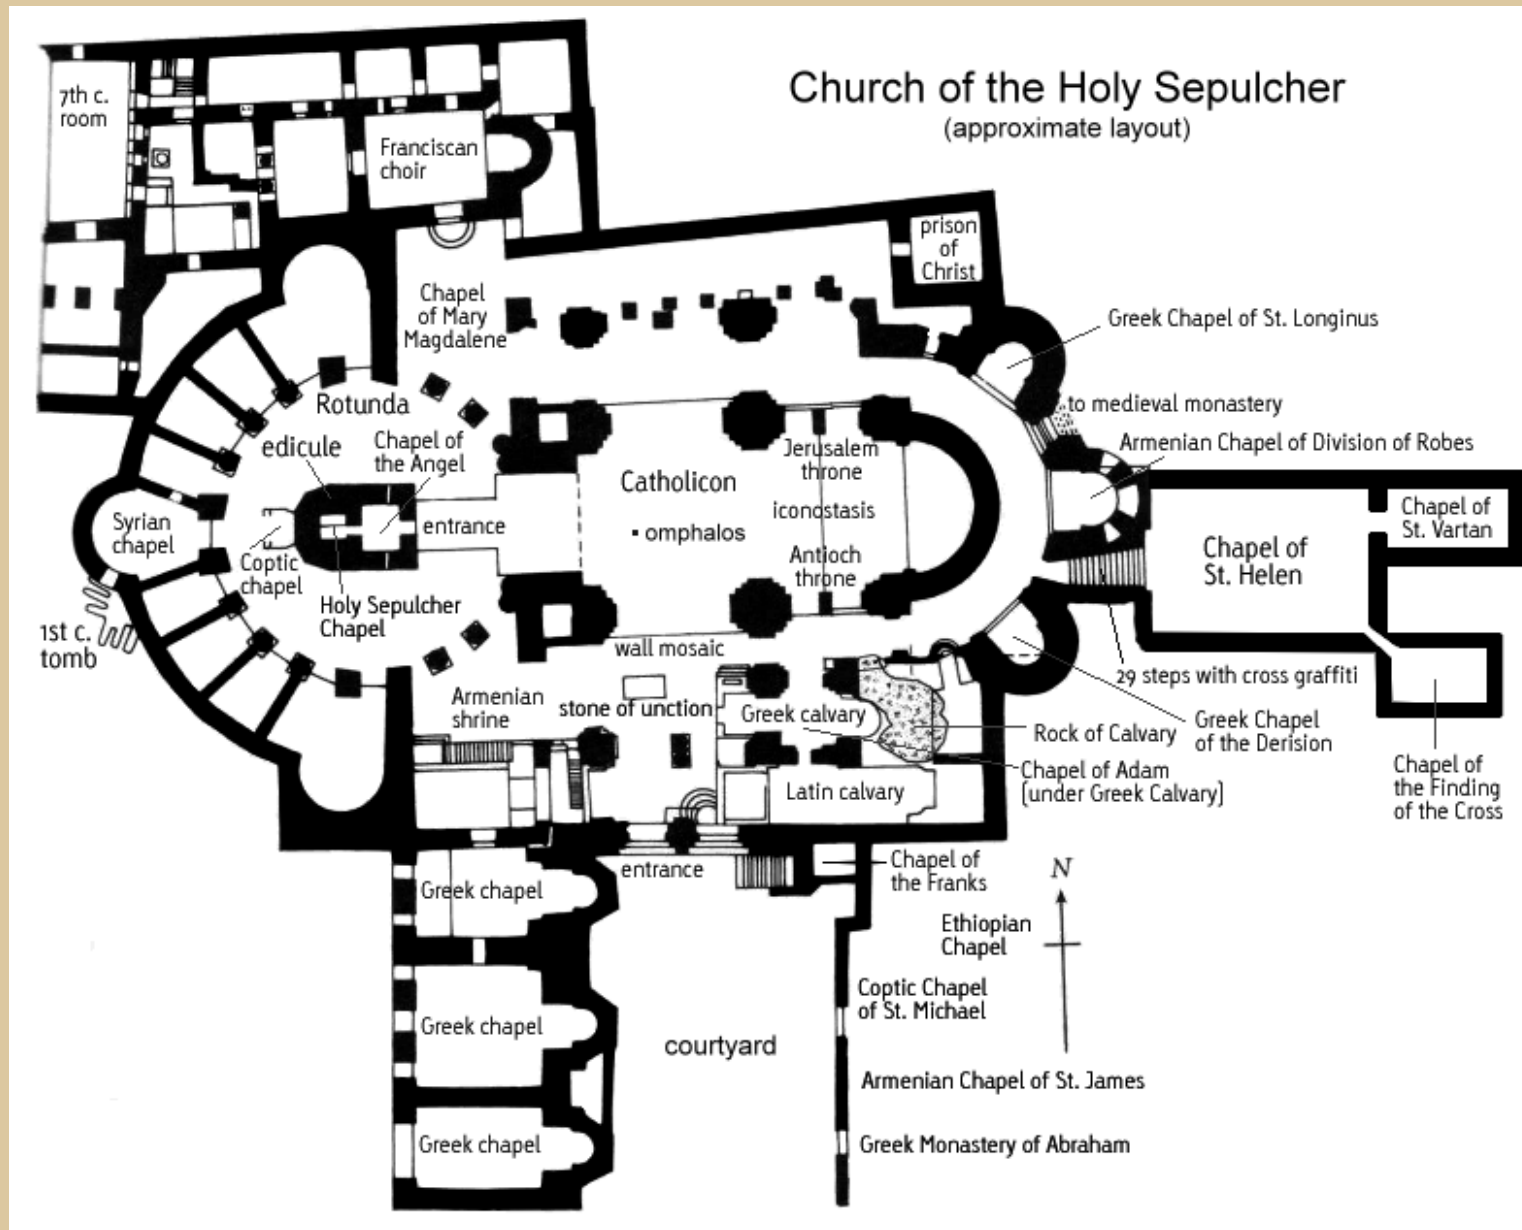 Church of the Holy Sepulcher
(approximate layout)
7th c.
room
Franciscan
choir
prison
of
Christ
Chapel
of Mary
Magdalene
Greek Chapel of St. Longinus
to medieval monastery
Rotunda
edicule
Chapel of
the Angel
Jerusalem
throne
Armenian Chapel of Division of Robes
Catholicon
iconostasis
Syrian
chapel
entrance
omphalos
Chapel of
St. Vartan
Coptic
chapel
Antioch
throne
Chapel of
St. Helen
Holy Sepulcher
Chapel
1st c.
tomb
wall mosaic
29 steps with cross graffiti
Armenian
shrine
stone of unction
Greek calvary
Rock of Calvary
Greek Chapel
of the Derision
Chapel of Adam
(under Greek Calvary)
Latin calvary
Chapel of
the Finding
of the Cross
entrance
Chapel of
the Franks
N
Greek chapel
Ethiopian
Chapel
Coptic Chapel
of St. Michael
Greek chapel
courtyard
Armenian Chapel of St. James
Greek chapel
Greek Monastery of Abraham